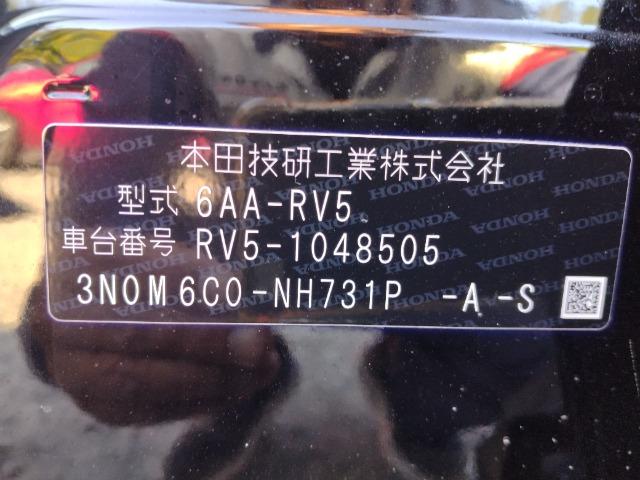 本田技研工業株式会社
型式 6AA-RV5
車台番号 RV5-1048505
3N0M6C0-NH731P -A -S